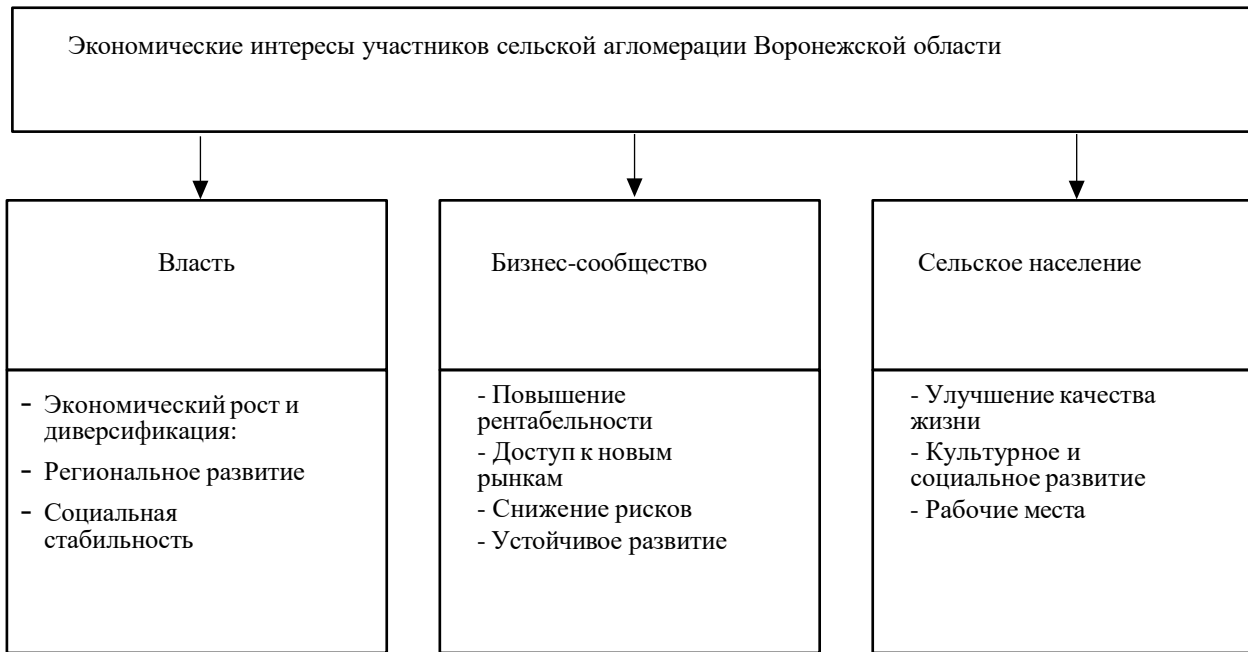 Экономические интересы участников сельской агломерации Воронежской области
Власть
- Экономический рост и
диверсификация:
- Региональное развитие
- Социальная
стабильность
Бизнес-сообщество
- Повышение
рентабельности
- Доступ к новым
рынкам
- Снижение рисков
- Устойчивое развитие
Сельское население
- Улучшение качества
жизни
- Культурное и
социальное развитие
- Рабочие места